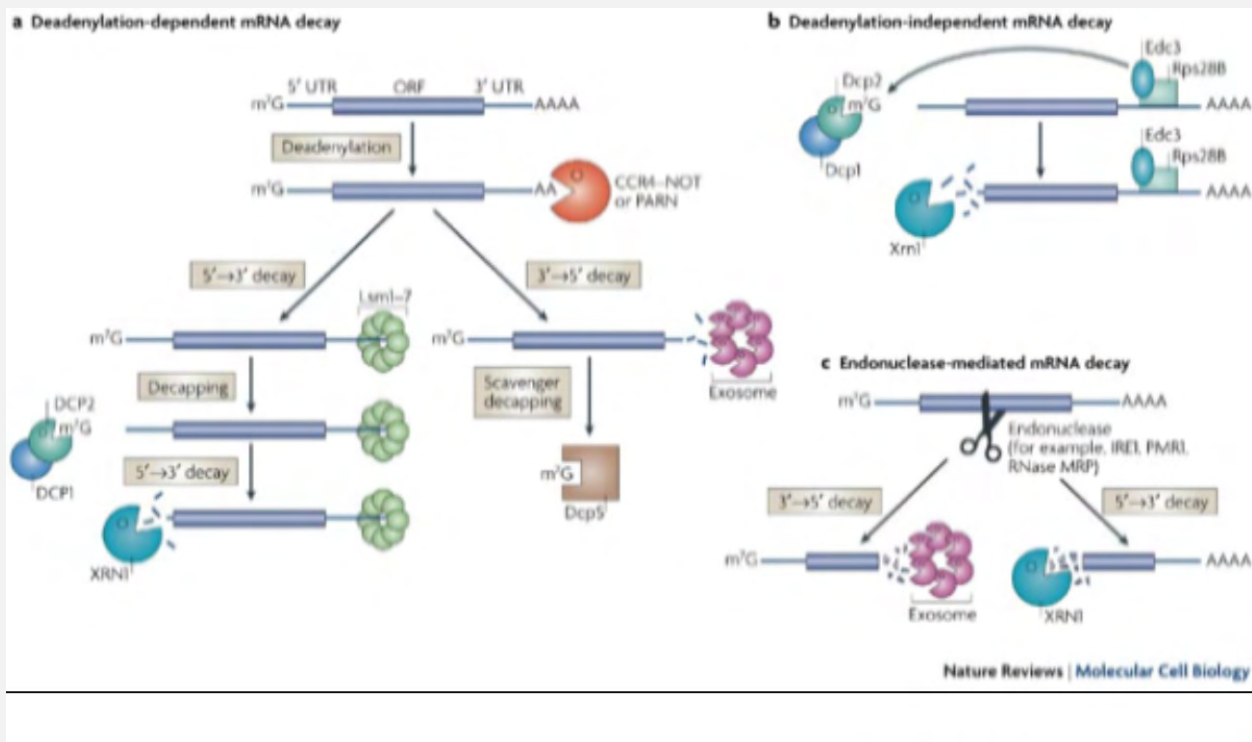 a Deadenylation-dependent mRNA decay
5′ UTR ORF 3′ UTR
m⁷G AAAA
Deadenylation
m⁷G AA
CCR4–NOT
or PARN
5′→3′ decay
3′→5′ decay
Lsm1–7
m⁷G
m⁷G
Exosome
Decapping
Scavenger
decapping
DCP2
m⁷G
DCP1
5′→3′ decay
m⁷G
DcpS
XRN1
b Deadenylation-independent mRNA decay
Edc3
Rps28B
Dcp2
m⁷G
AAAA
Dcp1
Edc3
Rps28B
AAAA
Xrn1
c Endonuclease-mediated mRNA decay
m⁷G AAAA
Endonuclease
(for example, IRE1, PMR1,
RNase MRP)
3′→5′ decay
5′→3′ decay
m⁷G
AAAA
Exosome
XRN1
Nature Reviews | Molecular Cell Biology